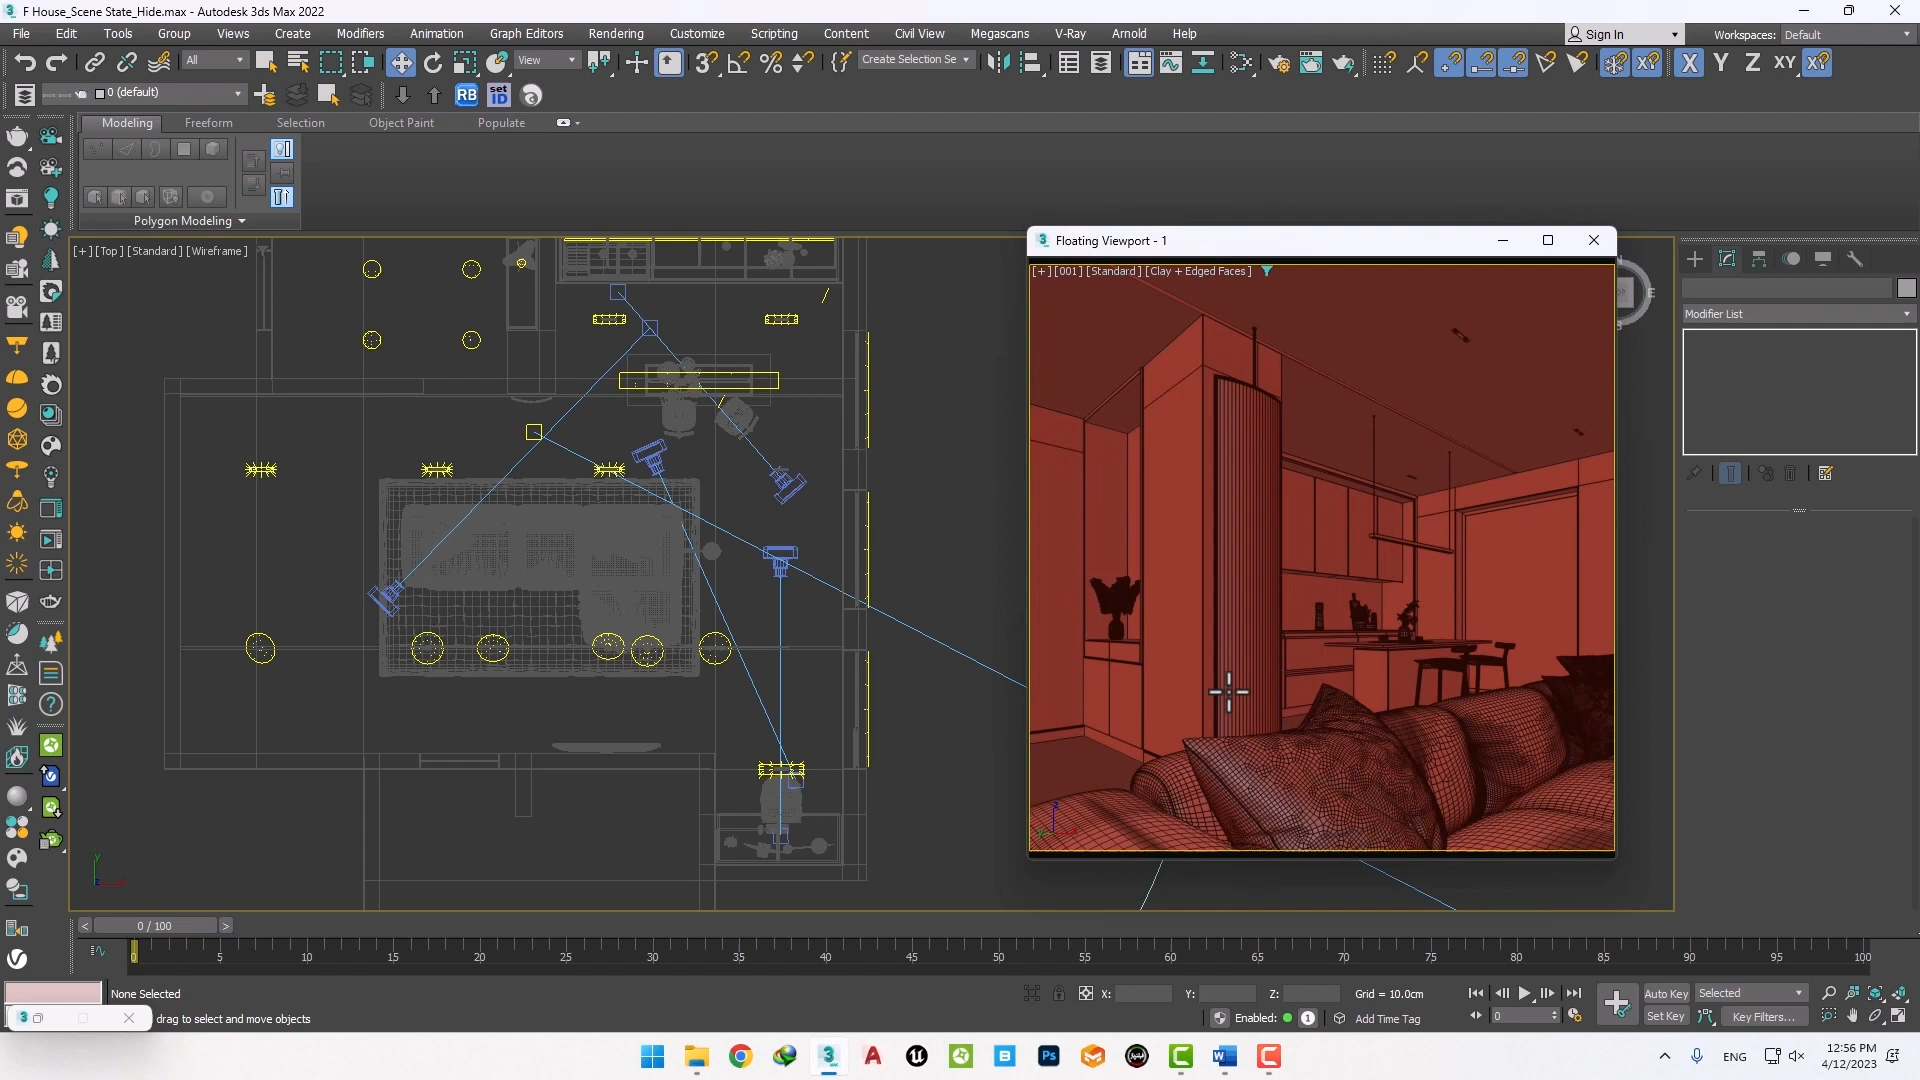 F House_Scene State_Hide.max - Autodesk 3ds Max 2022
File Edit Tools Group Views Create Modifiers Animation Graph Editors Rendering Customize Scripting Content Civil View Megascans V-Ray Arnold Help
Sign In
Workspaces: Default
All
View
Create Selection Se
X Y Z XY
0 (default)
RB
set ID
Modeling Freeform Selection Object Paint Populate
Polygon Modeling
[+] [Top] [Standard] [Wireframe]
Floating Viewport - 1
[+] [001] [Standard] [Clay + Edged Faces]
E
Modifier List
< 0 / 100 >
0 5 10 15 20 25 30 35 40 45 50 55 60 65 70 75 80 85 90 95 100
None Selected
X: Y: Z: Grid = 10.0cm
Auto Key Selected
drag to select and move objects
Enabled: 1 Add Time Tag
0
Set Key Key Filters...
ENG
12:56 PM
4/12/2023